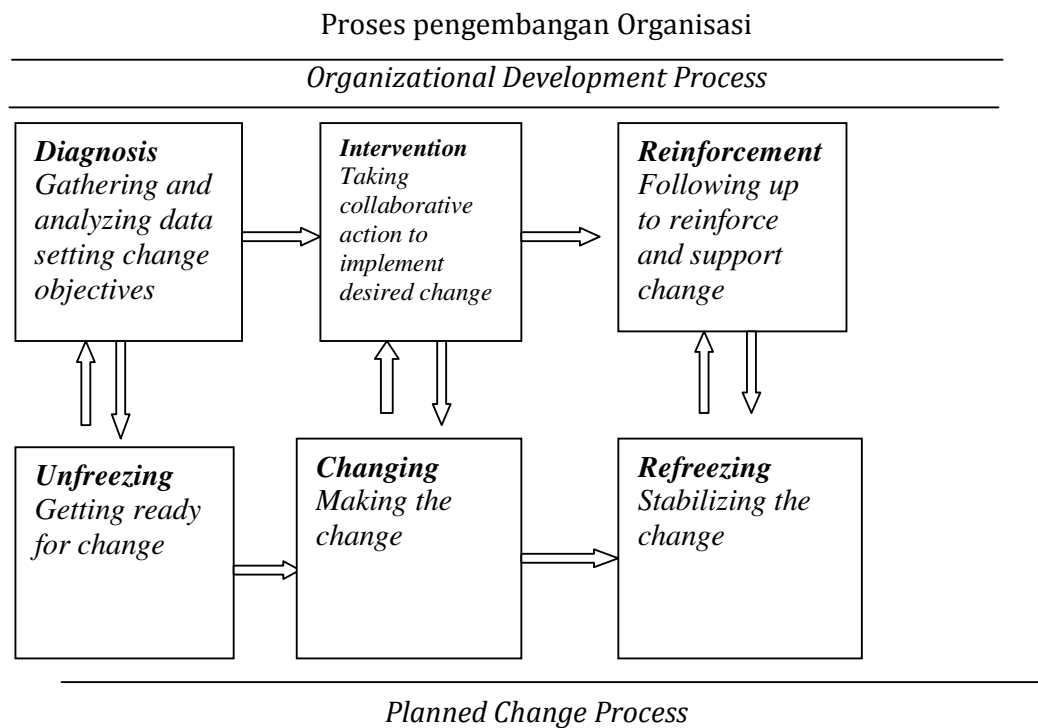 Proses pengembangan Organisasi
Organizational Development Process
Diagnosis
Gathering and
analyzing data
setting change
objectives
Intervention
Taking
collaborative
action to
implement
desired change
Reinforcement
Following up
to reinforce
and support
change
Unfreezing
Getting ready
for change
Changing
Making the
change
Refreezing
Stabilizing the
change
Planned Change Process